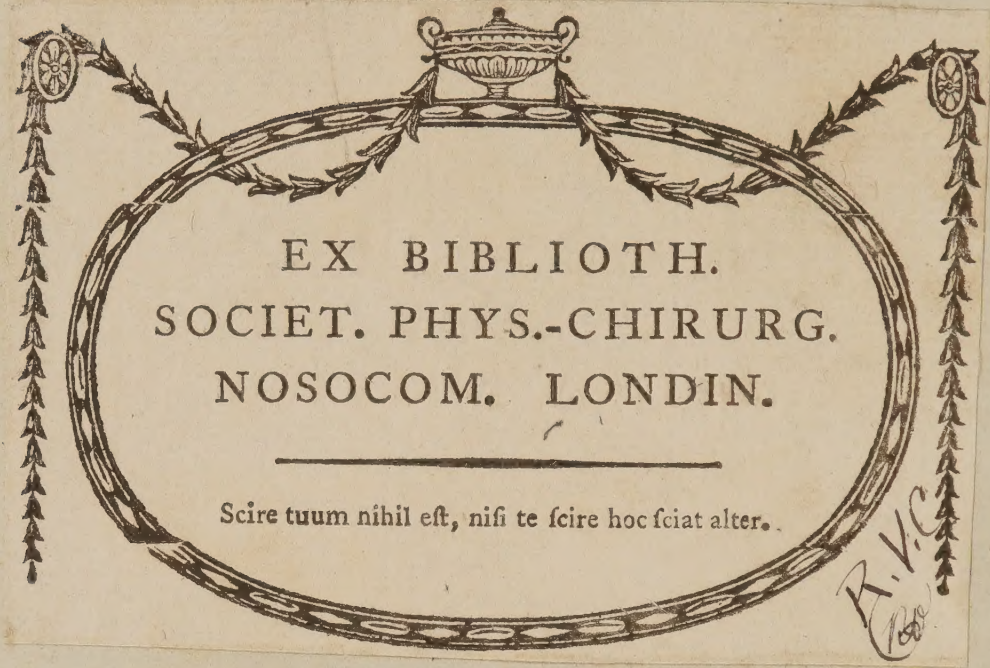 EX BIBLIOTH.
SOCIET. PHYS.-CHIRURG.
NOSOCOM. LONDIN.
Scire tuum nihil eſt, niſi te ſcire hoc ſciat alter.
R.V.C